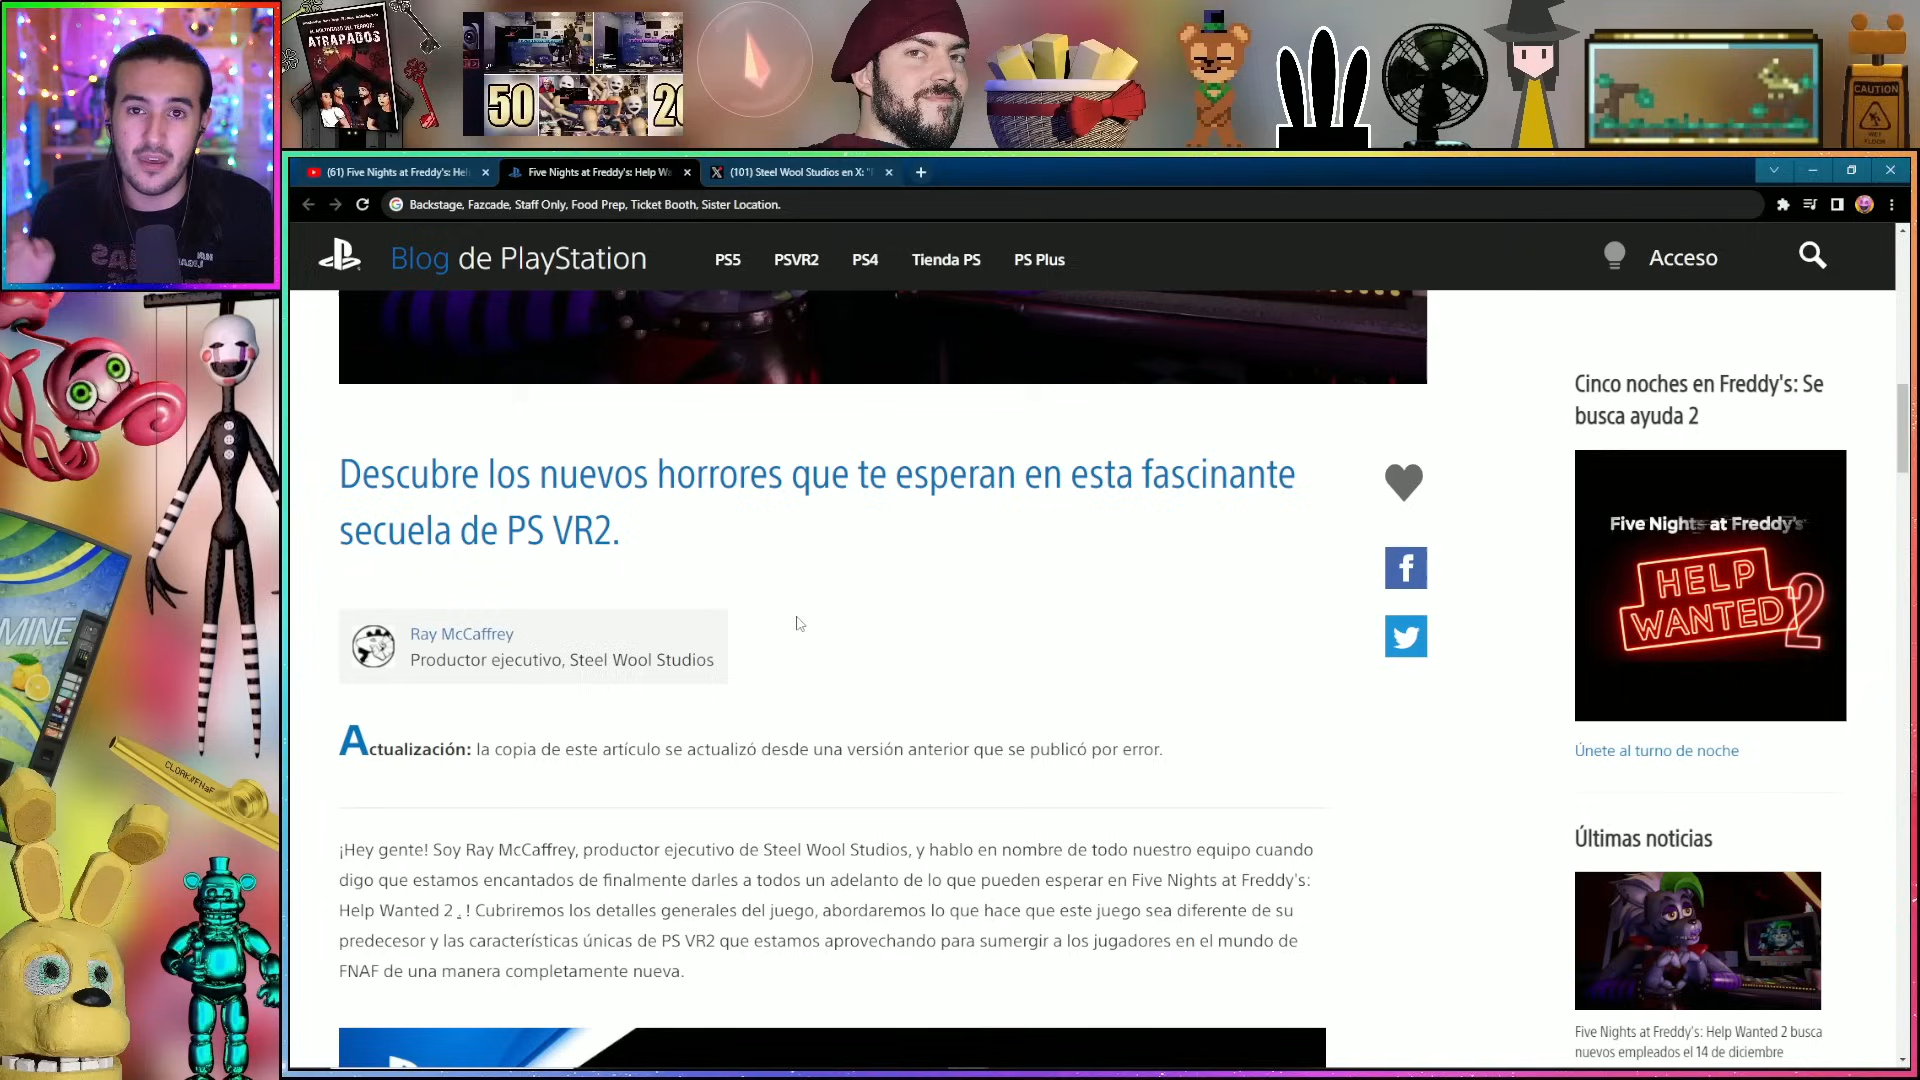 ATRAPADOS
50
CAUTION
(61) Five Nights at Freddy's: Hel
Five Nights at Freddy's: Help Wa
(101) Steel Wool Studios en X: "
Backstage, Fazcade, Staff Only, Food Prep, Ticket Booth, Sister Location.
Blog de PlayStation
PS5
PSVR2
PS4
Tienda PS
PS Plus
Acceso
Descubre los nuevos horrores que te esperan en esta fascinante
secuela de PS VR2.
Ray McCaffrey
Productor ejecutivo, Steel Wool Studios
Actualización: la copia de este artículo se actualizó desde una versión anterior que se publicó por error.
¡Hey gente! Soy Ray McCaffrey, productor ejecutivo de Steel Wool Studios, y hablo en nombre de todo nuestro equipo cuando
digo que estamos encantados de finalmente darles a todos un adelanto de lo que pueden esperar en Five Nights at Freddy's:
Help Wanted 2 . ! Cubriremos los detalles generales del juego, abordaremos lo que hace que este juego sea diferente de su
predecesor y las características únicas de PS VR2 que estamos aprovechando para sumergir a los jugadores en el mundo de
FNAF de una manera completamente nueva.
Cinco noches en Freddy's: Se
busca ayuda 2
Five Nights at Freddy's
HELP
WANTED 2
Únete al turno de noche
Últimas noticias
Five Nights at Freddy's: Help Wanted 2 busca
nuevos empleados el 14 de diciembre
MINE
CLOAK//FNAF